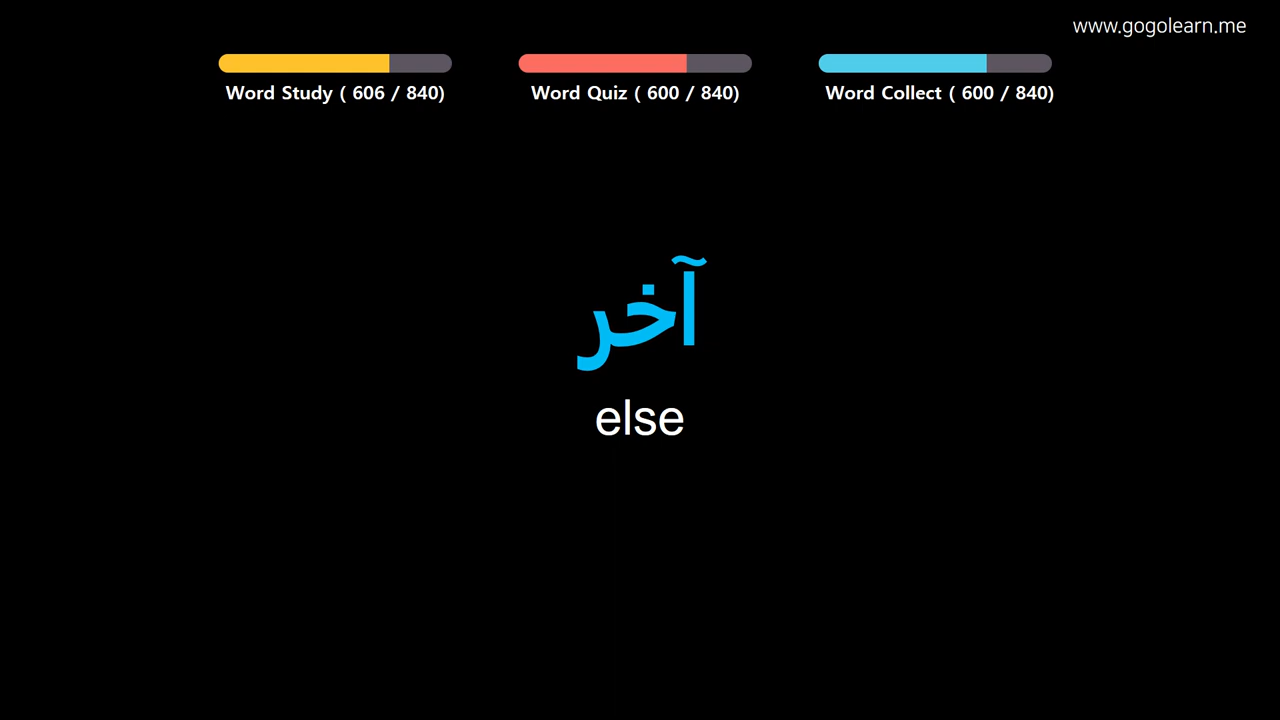 www.gogolearn.me
Word Study ( 606 / 840)
Word Quiz ( 600 / 840)
Word Collect ( 600 / 840)
آخر
else